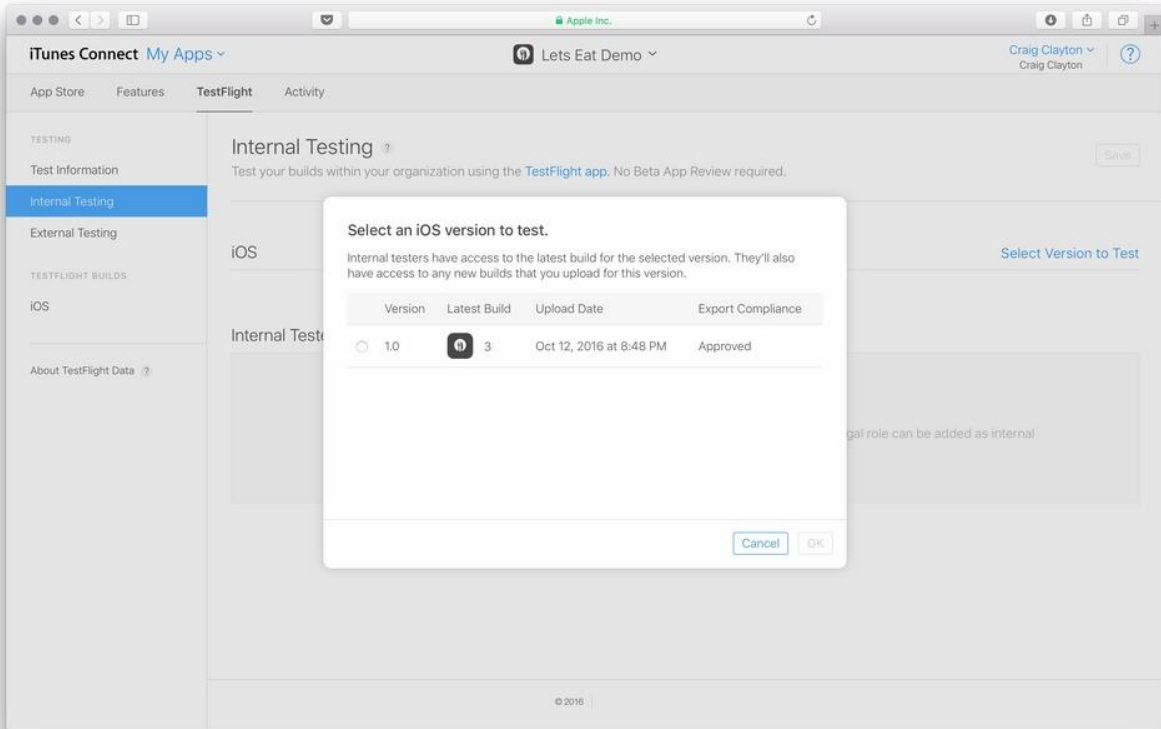 Apple Inc.
iTunes Connect My Apps
Lets Eat Demo
Craig Clayton
Craig Clayton
?
App Store Features TestFlight Activity
TESTING
Test Information
Internal Testing
External Testing
TESTFLIGHT BUILDS
iOS
About TestFlight Data ?
Internal Testing ?
Save
Test your builds within your organization using the TestFlight app. No Beta App Review required.
iOS
Select Version to Test
Internal Teste
gal role can be added as internal
Select an iOS version to test.
Internal testers have access to the latest build for the selected version. They'll also
have access to any new builds that you upload for this version.
Version Latest Build Upload Date Export Compliance
1.0 3 Oct 12, 2016 at 8:48 PM Approved
Cancel OK
© 2016